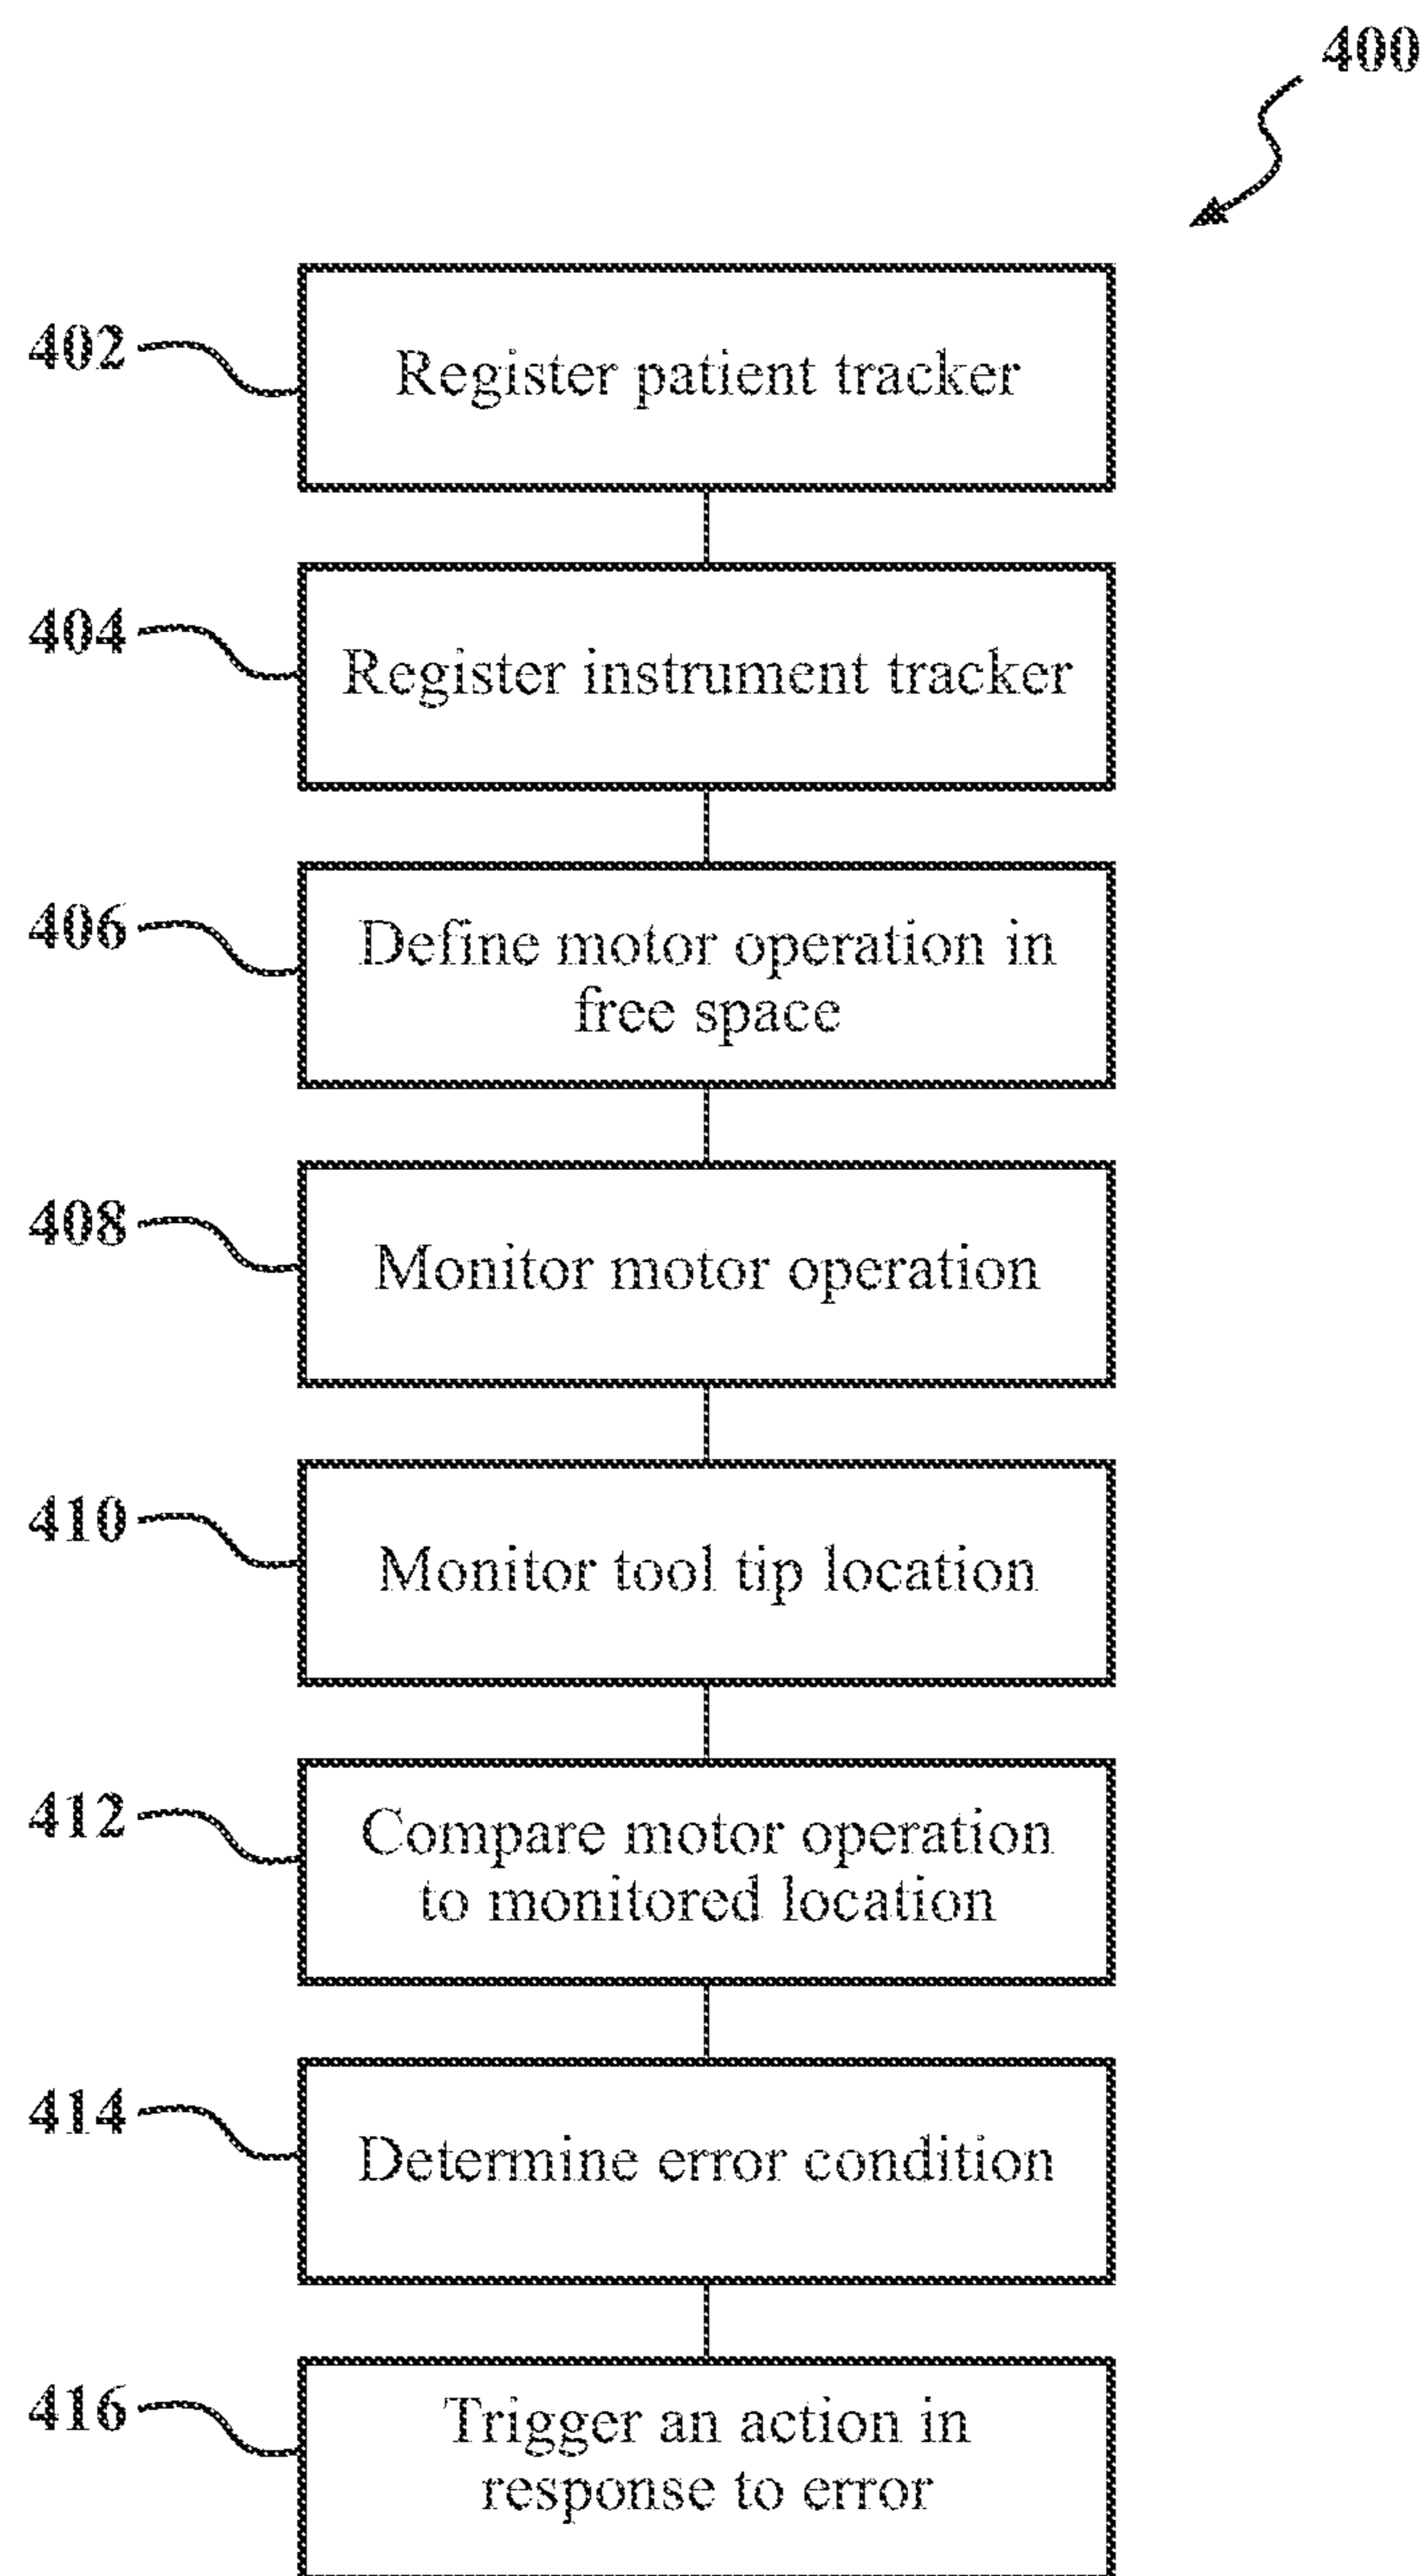 400
402
Register patient tracker
404
Register instrument tracker
406
Define motor operation in
free space
408
Monitor motor operation
410
Monitor tool tip location
412
Compare motor operation
to monitored location
414
Determine error condition
416
Trigger an action in
response to error